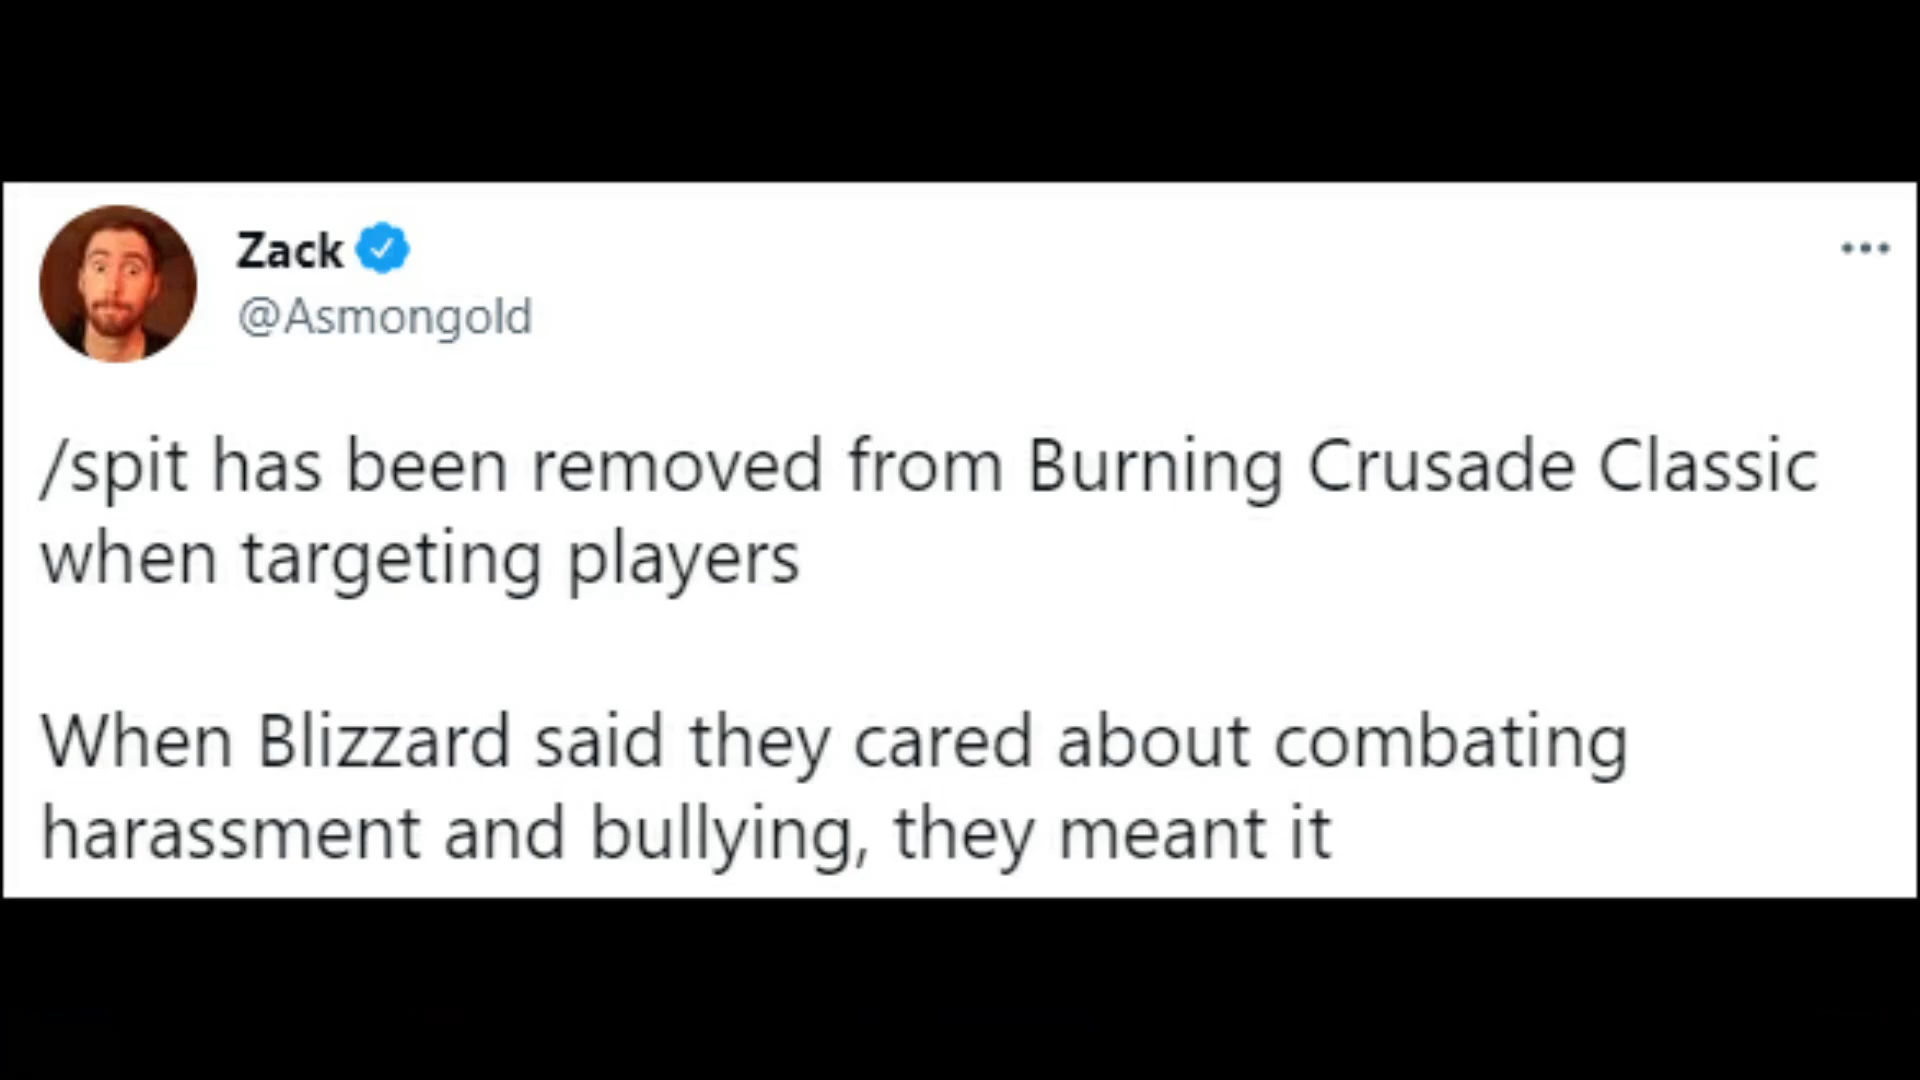 Zack
@Asmongold
/spit has been removed from Burning Crusade Classic
when targeting players
When Blizzard said they cared about combating
harassment and bullying, they meant it